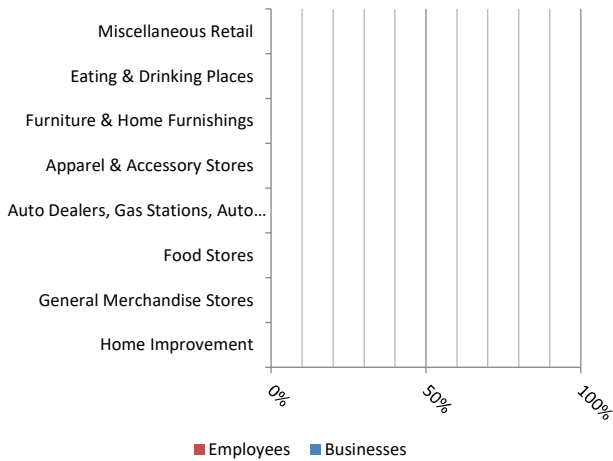 Miscellaneous Retail
Eating & Drinking Places
Furniture & Home Furnishings
Apparel & Accessory Stores
Auto Dealers, Gas Stations, Auto...
Food Stores
General Merchandise Stores
Home Improvement
0% 50% 100%
Employees Businesses